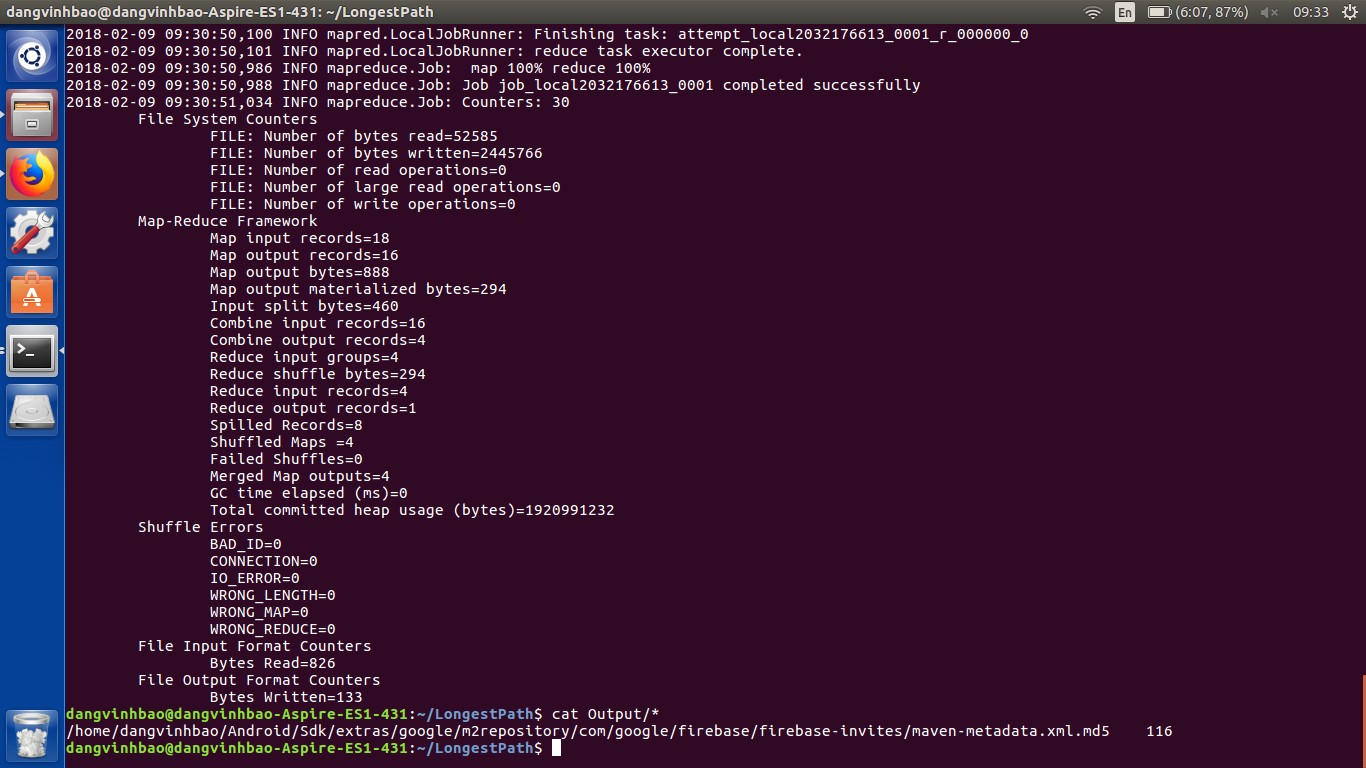 dangvinhbao@dangvinhbao-Aspire-ES1-431: ~/LongestPath En (6:07, 87%) 09:33
2018-02-09 09:30:50,100 INFO mapred.LocalJobRunner: Finishing task: attempt_local2032176613_0001_r_000000_0
2018-02-09 09:30:50,101 INFO mapred.LocalJobRunner: reduce task executor complete.
2018-02-09 09:30:50,986 INFO mapreduce.Job:  map 100% reduce 100%
2018-02-09 09:30:50,988 INFO mapreduce.Job: Job job_local2032176613_0001 completed successfully
2018-02-09 09:30:51,034 INFO mapreduce.Job: Counters: 30
File System Counters
FILE: Number of bytes read=52585
FILE: Number of bytes written=2445766
FILE: Number of read operations=0
FILE: Number of large read operations=0
FILE: Number of write operations=0
Map-Reduce Framework
Map input records=18
Map output records=16
Map output bytes=888
Map output materialized bytes=294
Input split bytes=460
Combine input records=16
Combine output records=4
Reduce input groups=4
Reduce shuffle bytes=294
Reduce input records=4
Reduce output records=1
Spilled Records=8
Shuffled Maps =4
Failed Shuffles=0
Merged Map outputs=4
GC time elapsed (ms)=0
Total committed heap usage (bytes)=1920991232
Shuffle Errors
BAD_ID=0
CONNECTION=0
IO_ERROR=0
WRONG_LENGTH=0
WRONG_MAP=0
WRONG_REDUCE=0
File Input Format Counters
Bytes Read=826
File Output Format Counters
Bytes Written=133
dangvinhbao@dangvinhbao-Aspire-ES1-431:~/LongestPath$ cat Output/*
/home/dangvinhbao/Android/Sdk/extras/google/m2repository/com/google/firebase/firebase-invites/maven-metadata.xml.md5    116
dangvinhbao@dangvinhbao-Aspire-ES1-431:~/LongestPath$